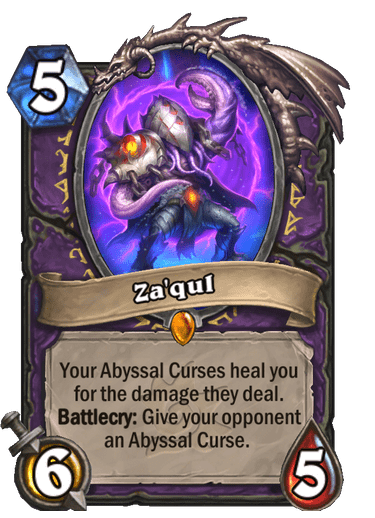 5
Za'qul
Your Abyssal Curses heal you
for the damage they deal.
Battlecry: Give your opponent
an Abyssal Curse.
6
5